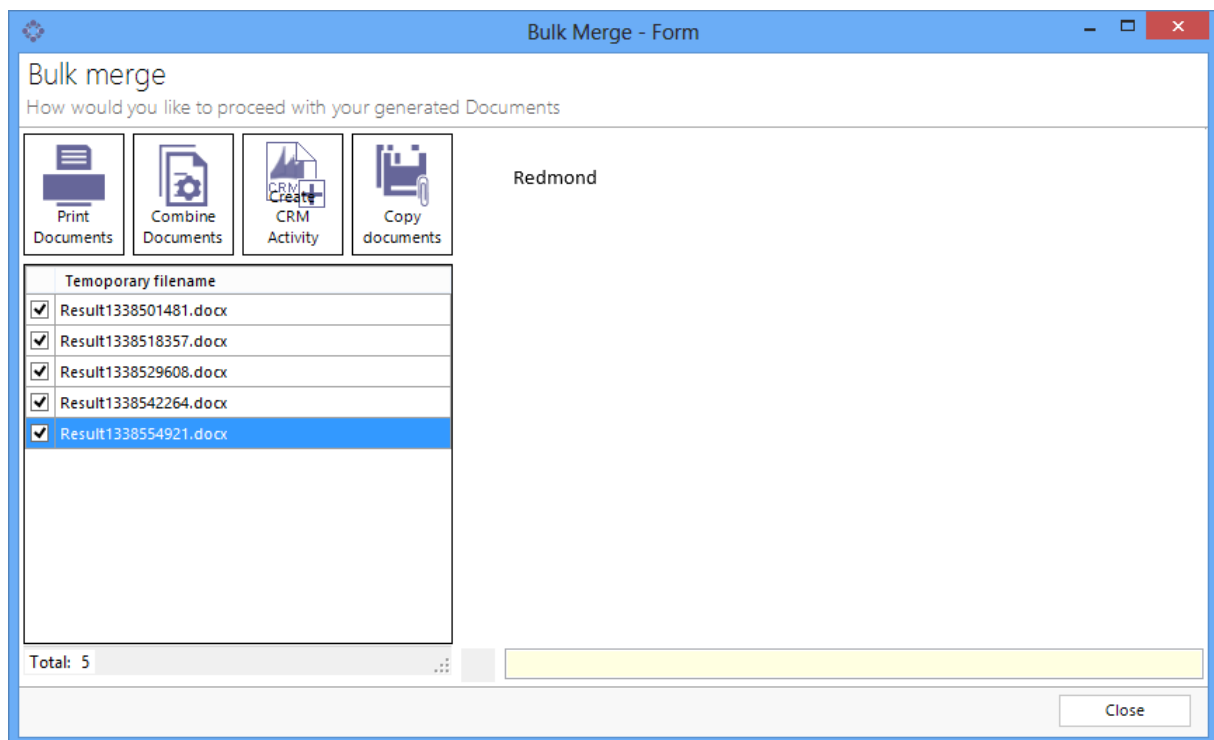 Bulk Merge - Form
Bulk merge
How would you like to proceed with your generated Documents
Print
Documents
Combine
Documents
CRM
Create
CRM
Activity
Copy
documents
Redmond
Temoporary filename
Result1338501481.docx
Result1338518357.docx
Result1338529608.docx
Result1338542264.docx
Result1338554921.docx
Total: 5
Close